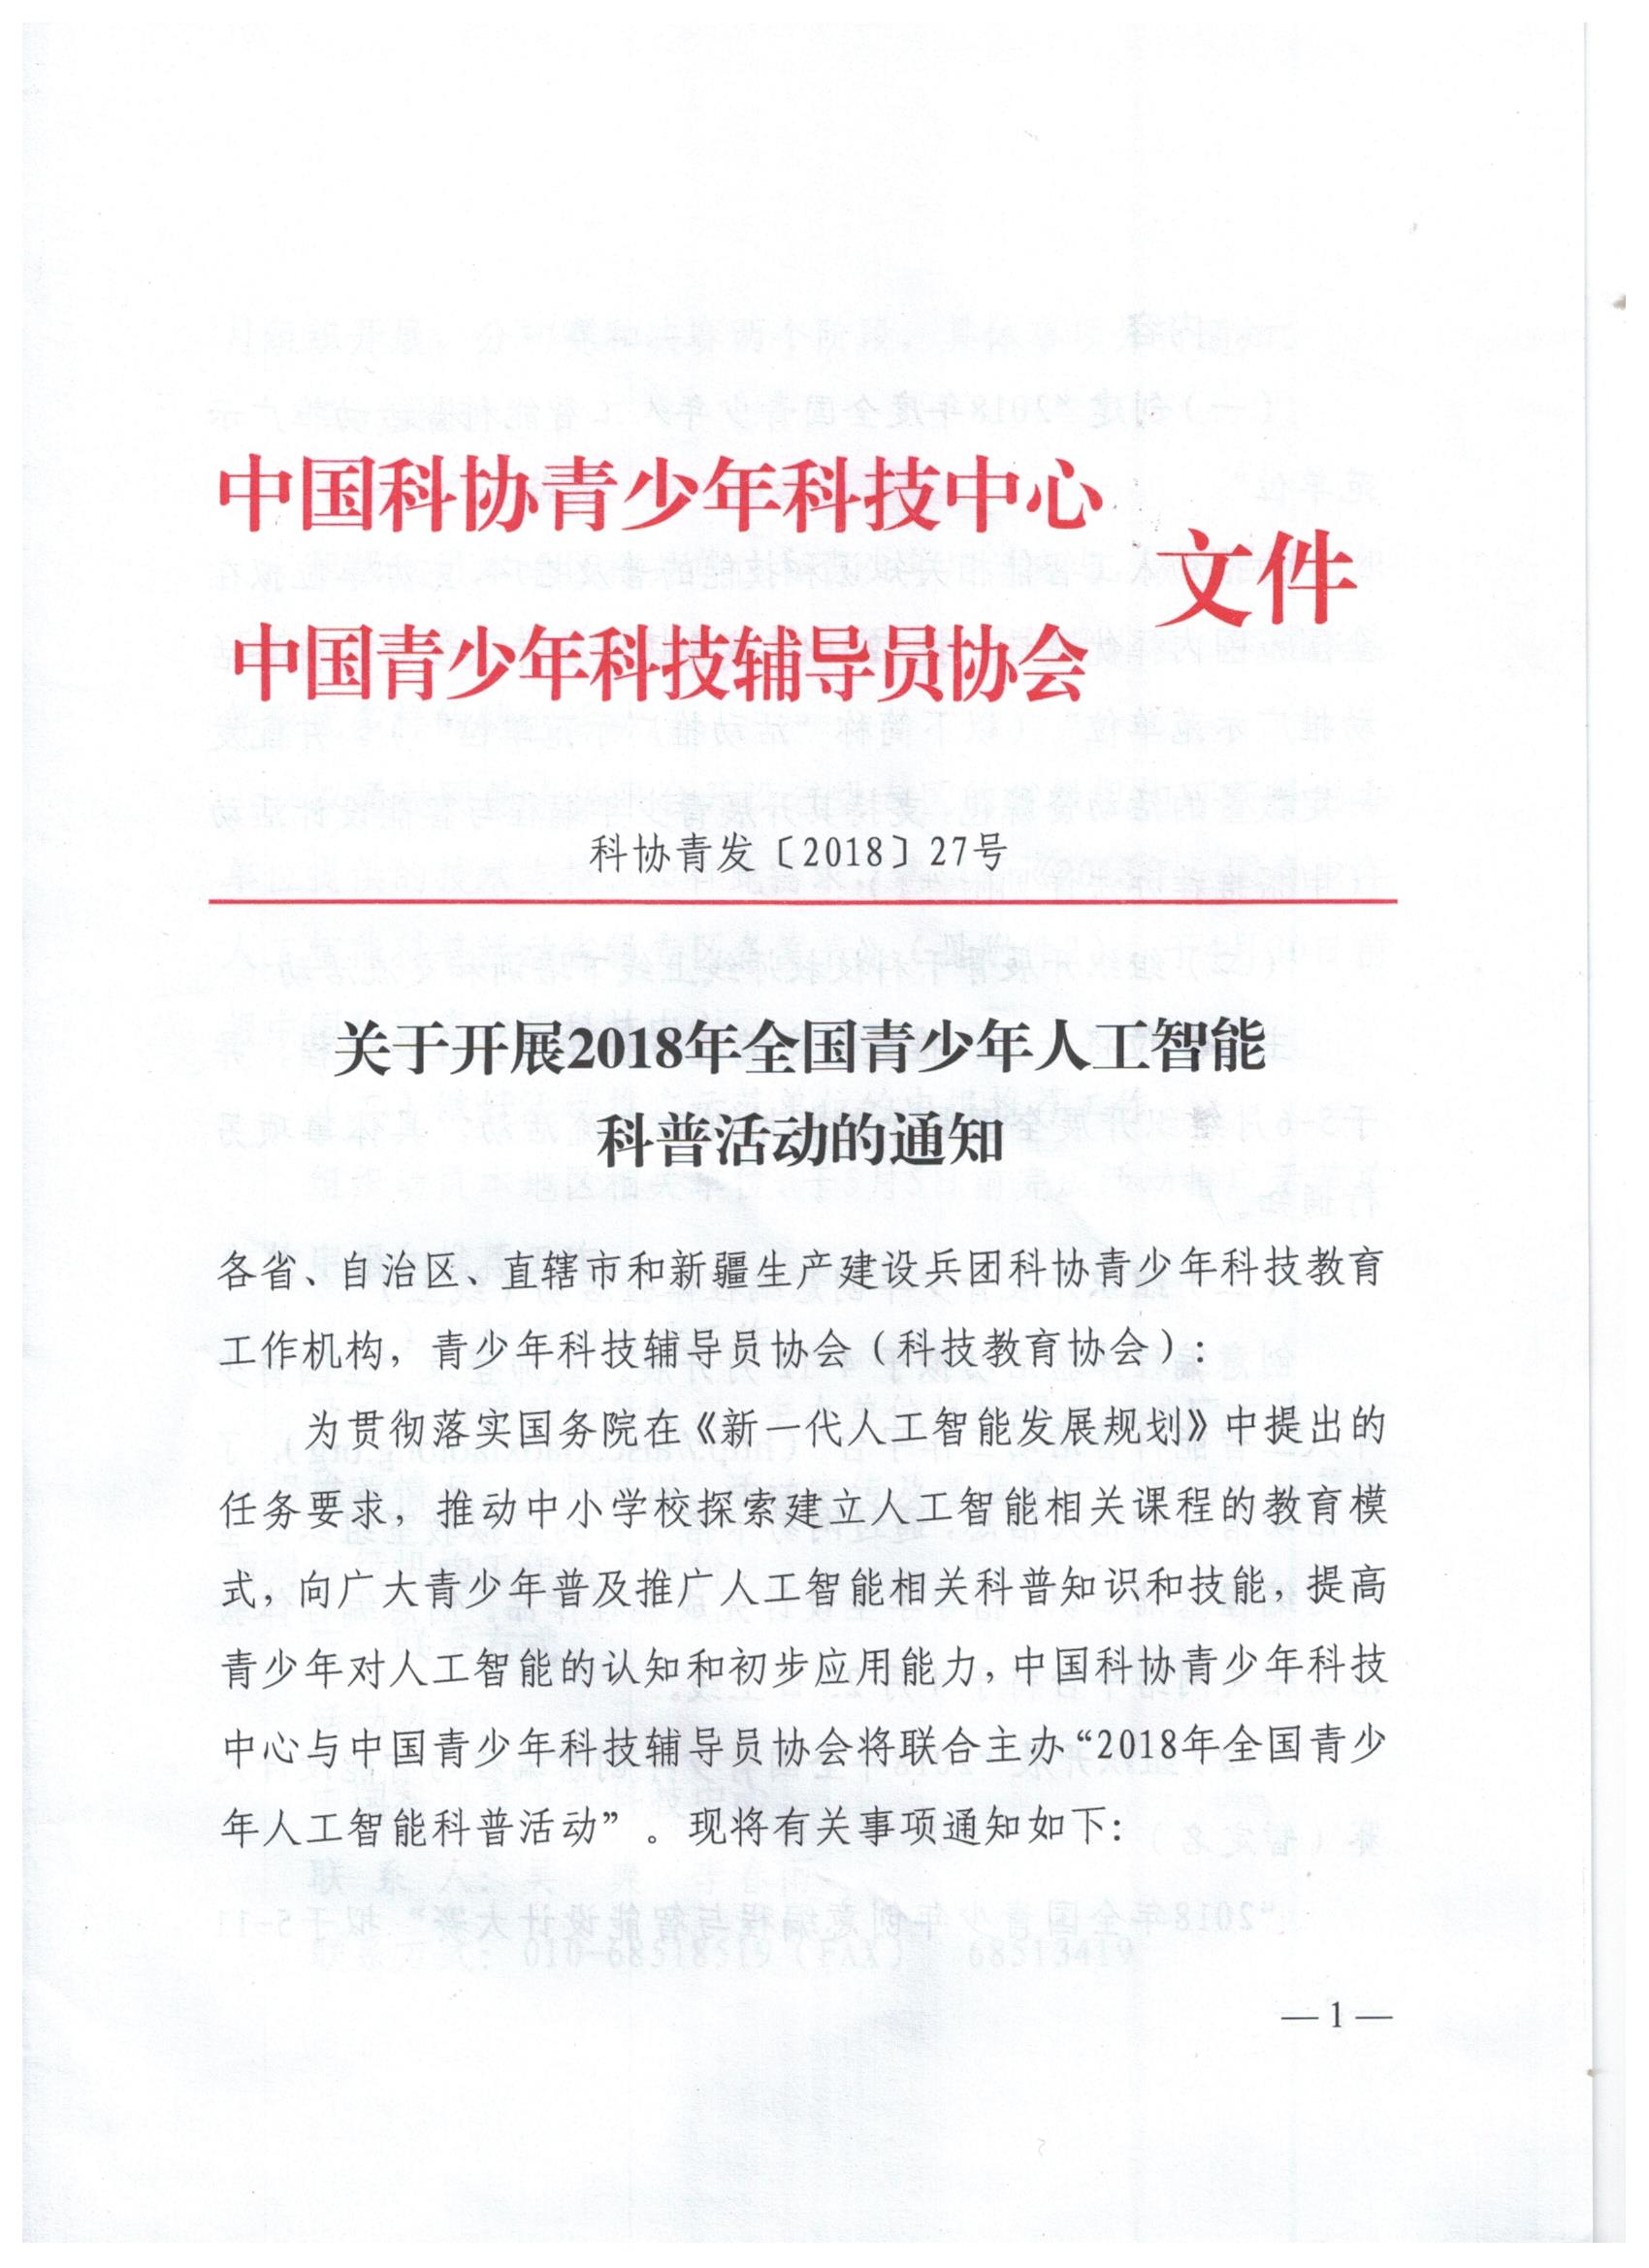 中国科协青少年科技中心
中国青少年科技辅导员协会
文件
科协青发〔2018〕27号
关于开展2018年全国青少年人工智能
科普活动的通知
各省、自治区、直辖市和新疆生产建设兵团科协青少年科技教育
工作机构，青少年科技辅导员协会（科技教育协会）：
为贯彻落实国务院在《新一代人工智能发展规划》中提出的
任务要求，推动中小学校探索建立人工智能相关课程的教育模
式，向广大青少年普及推广人工智能相关科普知识和技能，提高
青少年对人工智能的认知和初步应用能力，中国科协青少年科技
中心与中国青少年科技辅导员协会将联合主办“2018年全国青少
年人工智能科普活动”。现将有关事项通知如下：
— 1 —